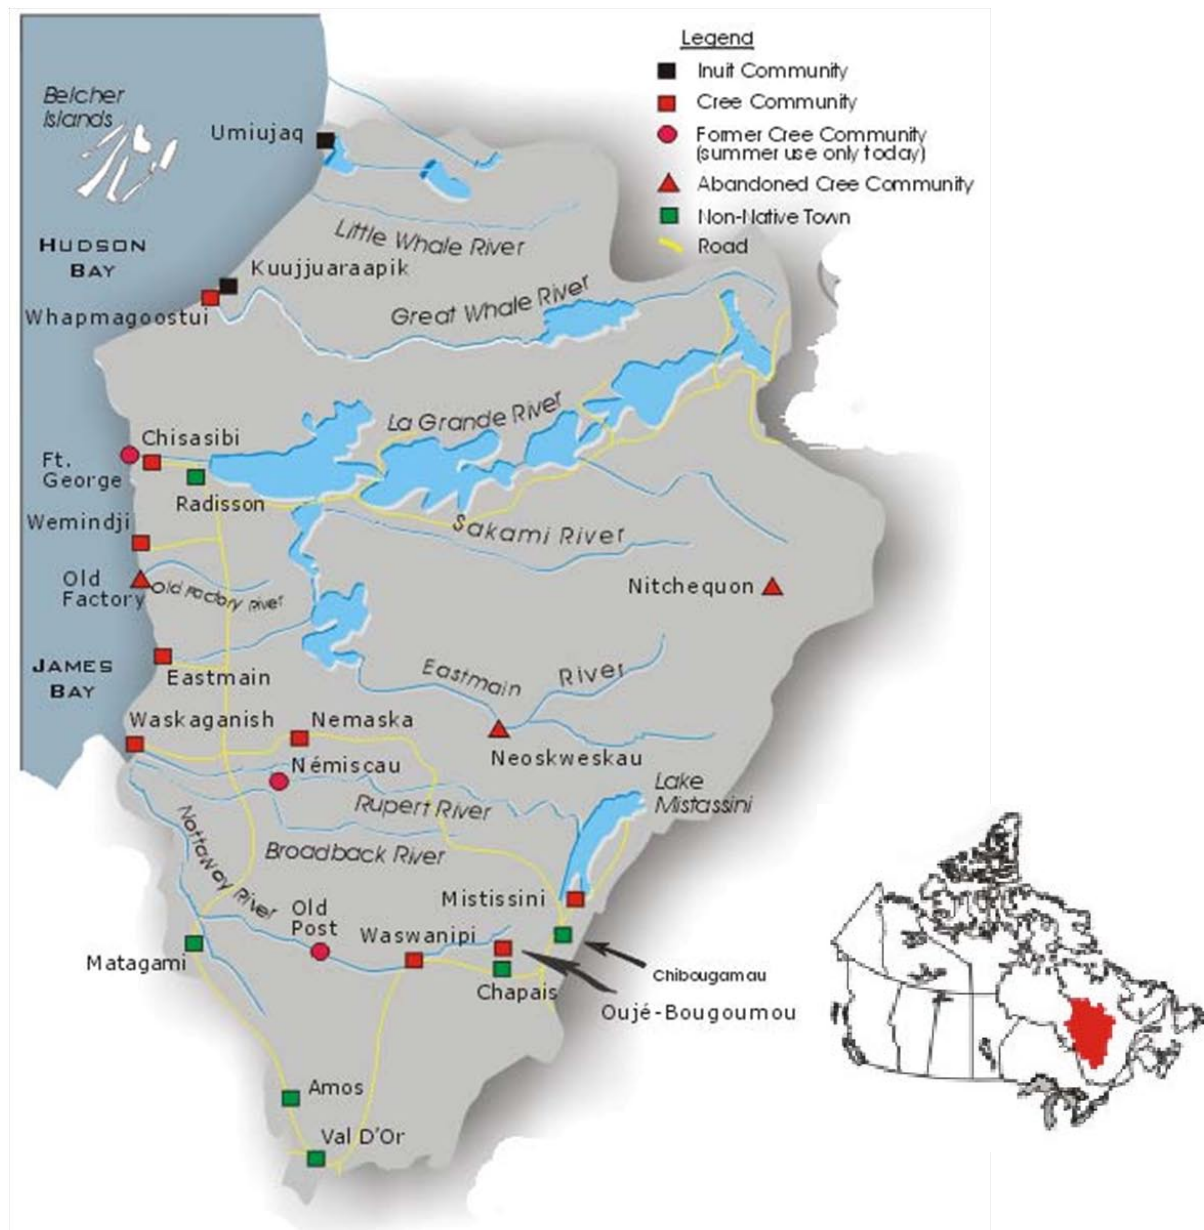 Legend
Inuit Community
Cree Community
Former Cree Community
(summer use only today)
Abandoned Cree Community
Non-Native Town
Road
Belcher
Islands
Umiujaq
Little Whale River
HUDSON
BAY
Kuujjuaraapik
Whapmagoostui
Great Whale River
La Grande River
Chisasibi
Ft.
George
Radisson
Wemindji
Sakami River
Old
Factory
Old Factory River
Nitchequon
JAMES
BAY
Eastmain
Eastmain River
Waskaganish
Nemaska
Neoskweskau
Némiscau
Lake
Mistassini
Rupert River
Nottaway River
Broadback River
Mistissini
Old
Post
Waswanipi
Matagami
Chapais
Chibougamau
Oujé-Bougoumou
Amos
Val D'Or